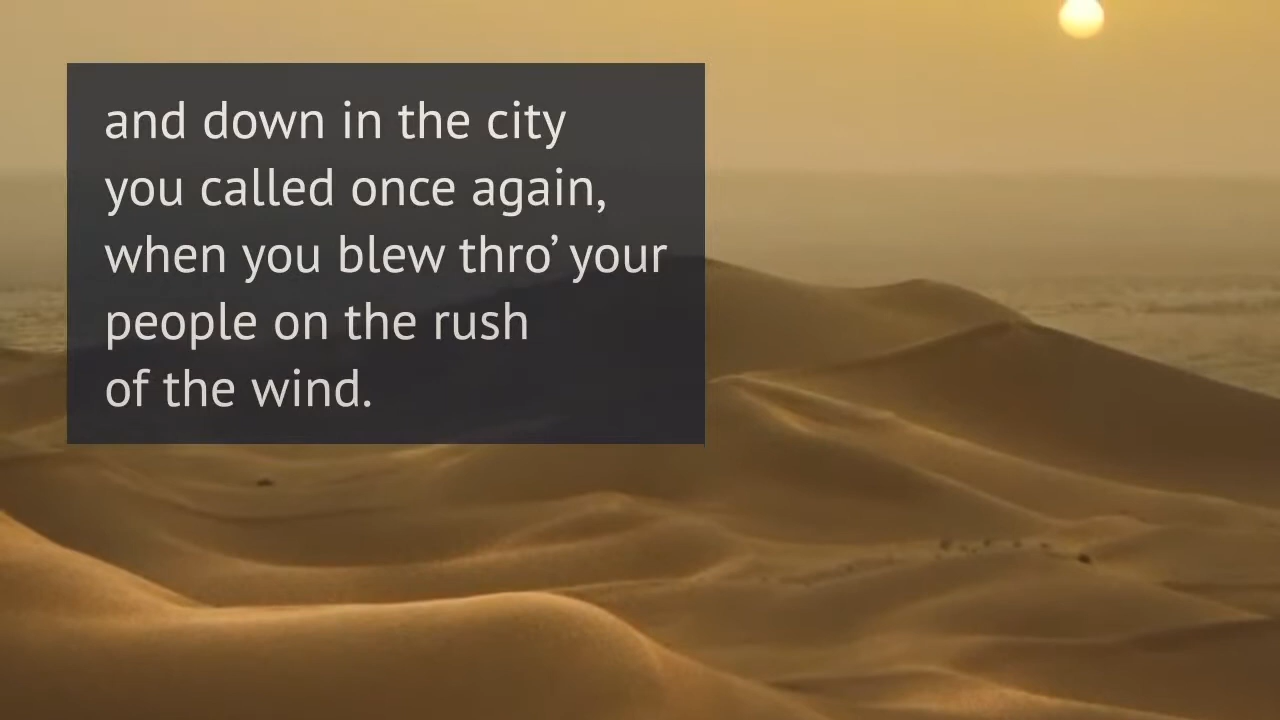 and down in the city
you called once again,
when you blew thro’ your
people on the rush
of the wind.